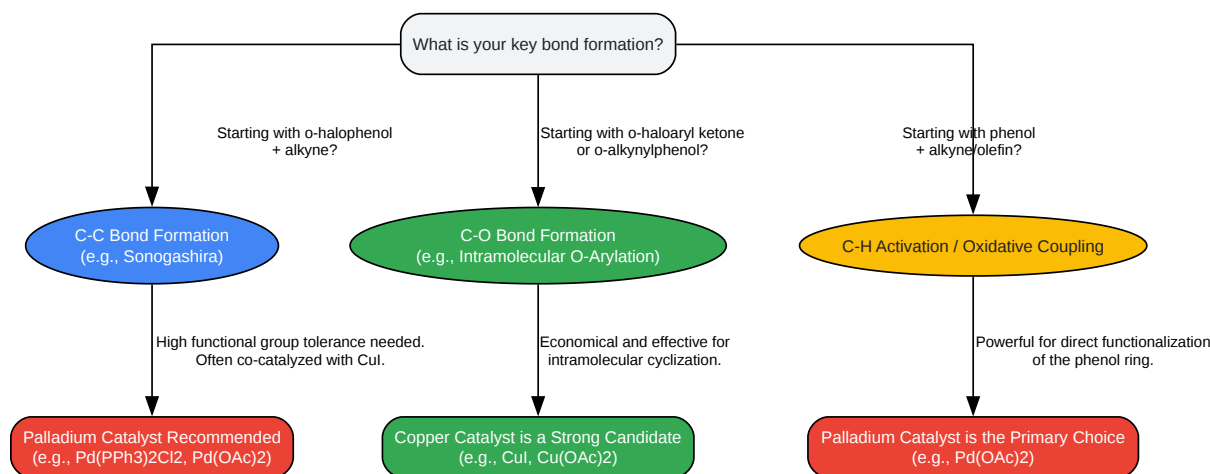 What is your key bond formation?
Starting with o-halophenol
+ alkyne?
Starting with o-haloaryl ketone
or o-alkynylphenol?
Starting with phenol
+ alkyne/olefin?
C-C Bond Formation
(e.g., Sonogashira)
C-O Bond Formation
(e.g., Intramolecular O-Arylation)
C-H Activation / Oxidative Coupling
High functional group tolerance needed.
Often co-catalyzed with CuI.
Economical and effective for
intramolecular cyclization.
Powerful for direct functionalization
of the phenol ring.
Palladium Catalyst Recommended
(e.g., Pd(PPh3)2Cl2, Pd(OAc)2)
Copper Catalyst is a Strong Candidate
(e.g., CuI, Cu(OAc)2)
Palladium Catalyst is the Primary Choice
(e.g., Pd(OAc)2)